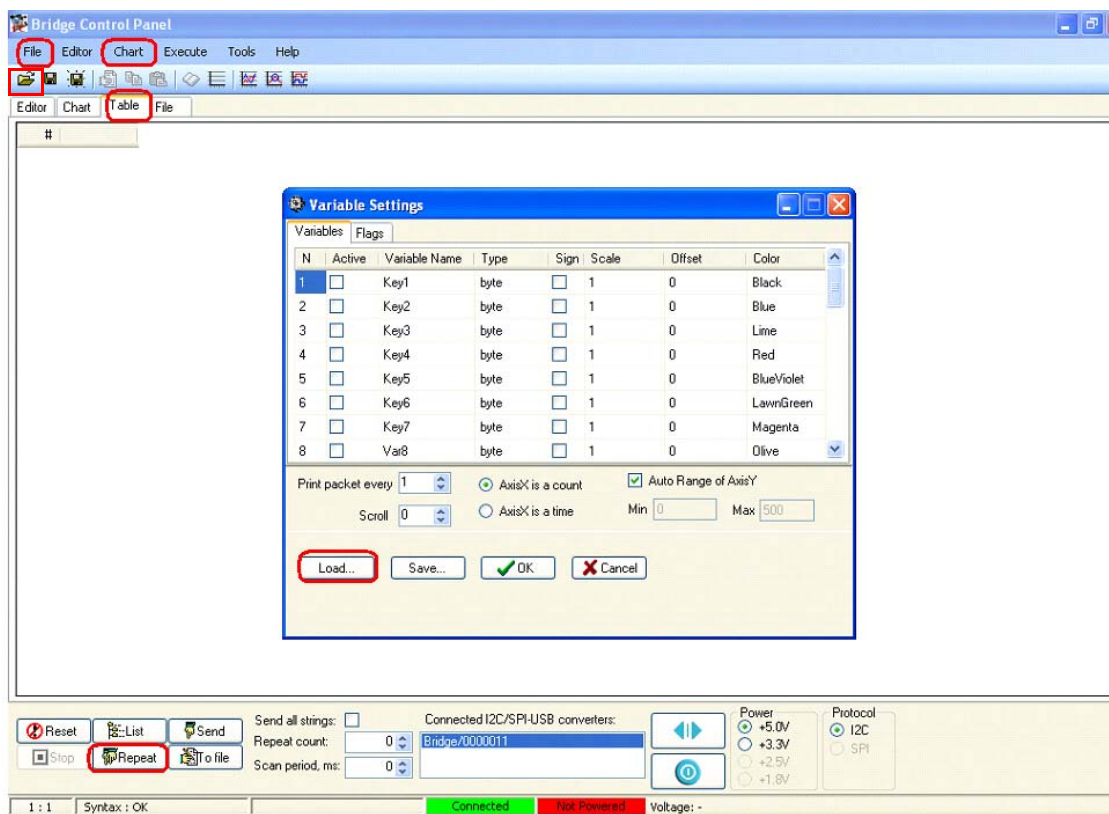 Bridge Control Panel
File Editor Chart Execute Tools Help
Editor Chart Table File
#
Variable Settings
Variables Flags
N Active Variable Name Type Sign Scale Offset Color
1 Key1 byte 1 0 Black
2 Key2 byte 1 0 Blue
3 Key3 byte 1 0 Lime
4 Key4 byte 1 0 Red
5 Key5 byte 1 0 BlueViolet
6 Key6 byte 1 0 LawnGreen
7 Key7 byte 1 0 Magenta
8 Var8 byte 1 0 Olive
Print packet every 1 AxisX is a count Auto Range of AxisY
Scroll 0 AxisX is a time Min 0 Max 500
Load... Save... OK Cancel
Reset List Send Send all strings: Connected I2C/SPI-USB converters: Power Protocol
Stop Repeat To file Repeat count: 0 Bridge/0000011 +5.0V I2C
Scan period, ms: 0 +3.3V SPI
+2.5V
+1.8V
1 : 1 Syntax : OK Connected Not Powered Voltage: -